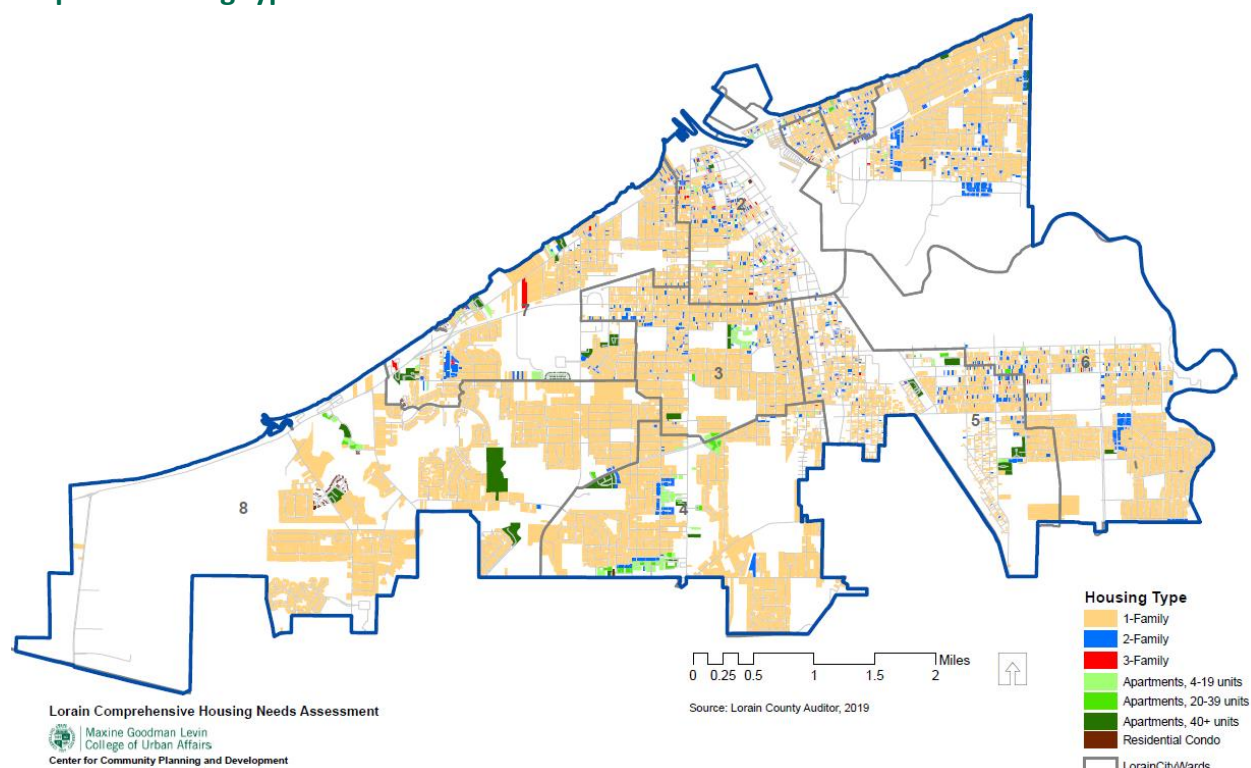 1
2
7
3
6
5
8
4
Housing Type
1-Family
2-Family
3-Family
Apartments, 4-19 units
Apartments, 20-39 units
Apartments, 40+ units
Residential Condo
LorainCityWards
Miles
0 0.25 0.5 1 1.5 2
Source: Lorain County Auditor, 2019
Lorain Comprehensive Housing Needs Assessment
Maxine Goodman Levin
College of Urban Affairs
Center for Community Planning and Development